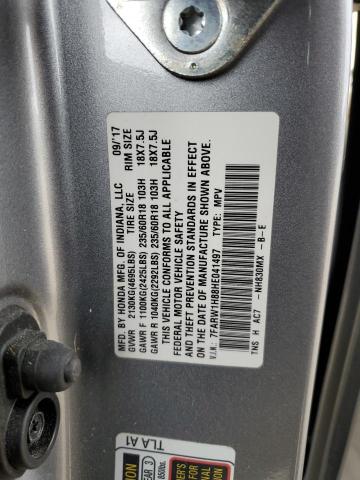 MFD. BY HONDA MFG. OF INDIANA, LLC 09/17
TIRE SIZE RIM SIZE
GVWR 2130KG(4695LBS)
GAWR F 1100KG(2425LBS) 235/60R18 103H 18X7.5J
GAWR R 1040KG(2292LBS) 235/60R18 103H 18X7.5J
THIS VEHICLE CONFORMS TO ALL APPLICABLE
FEDERAL MOTOR VEHICLE SAFETY
AND THEFT PREVENTION STANDARDS IN EFFECT
ON THE DATE OF MANUFACTURE SHOWN ABOVE.
V.I.N.: 7FARW1H88HE041497 TYPE: MPV
TNS H AC7 -NH830MX -B-E
TLA A1